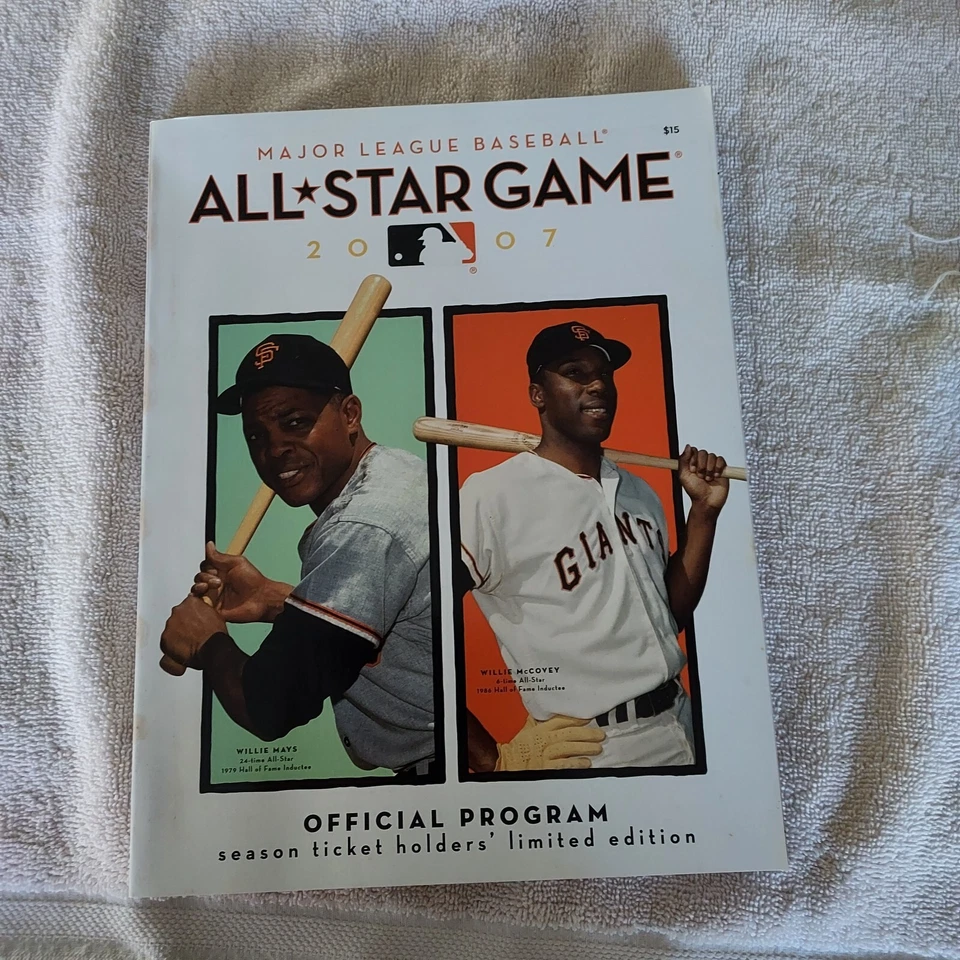 $15
MAJOR LEAGUE BASEBALL®
ALL★STAR GAME®
2007
®
SF
SF
GIANTS
WILLIE McCOVEY
6-time All-Star
1986 Hall of Fame Inductee
WILLIE MAYS
24-time All-Star
1979 Hall of Fame Inductee
OFFICIAL PROGRAM
season ticket holders' limited edition